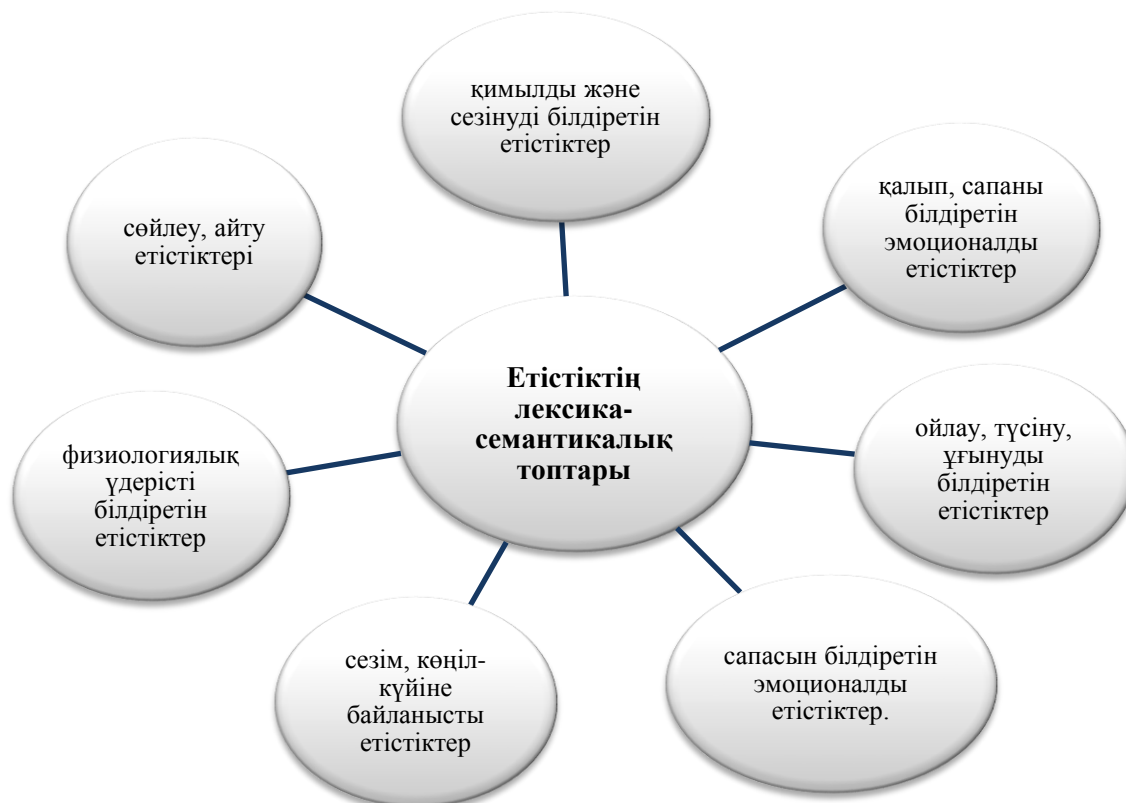 қимылды және
сезінуді білдіретін
етістіктер
қалып, сапаны
білдіретін
эмоционалды
етістіктер
ойлау, түсіну,
ұғынуды
білдіретін
етістіктер
сапасын білдіретін
эмоционалды
етістіктер.
сезім, көңіл-
күйіне
байланысты
етістіктер
физиологиялық
үдерісті
білдіретін
етістіктер
сөйлеу, айту
етістіктері
Етістіктің
лексика-
семантикалық
топтары